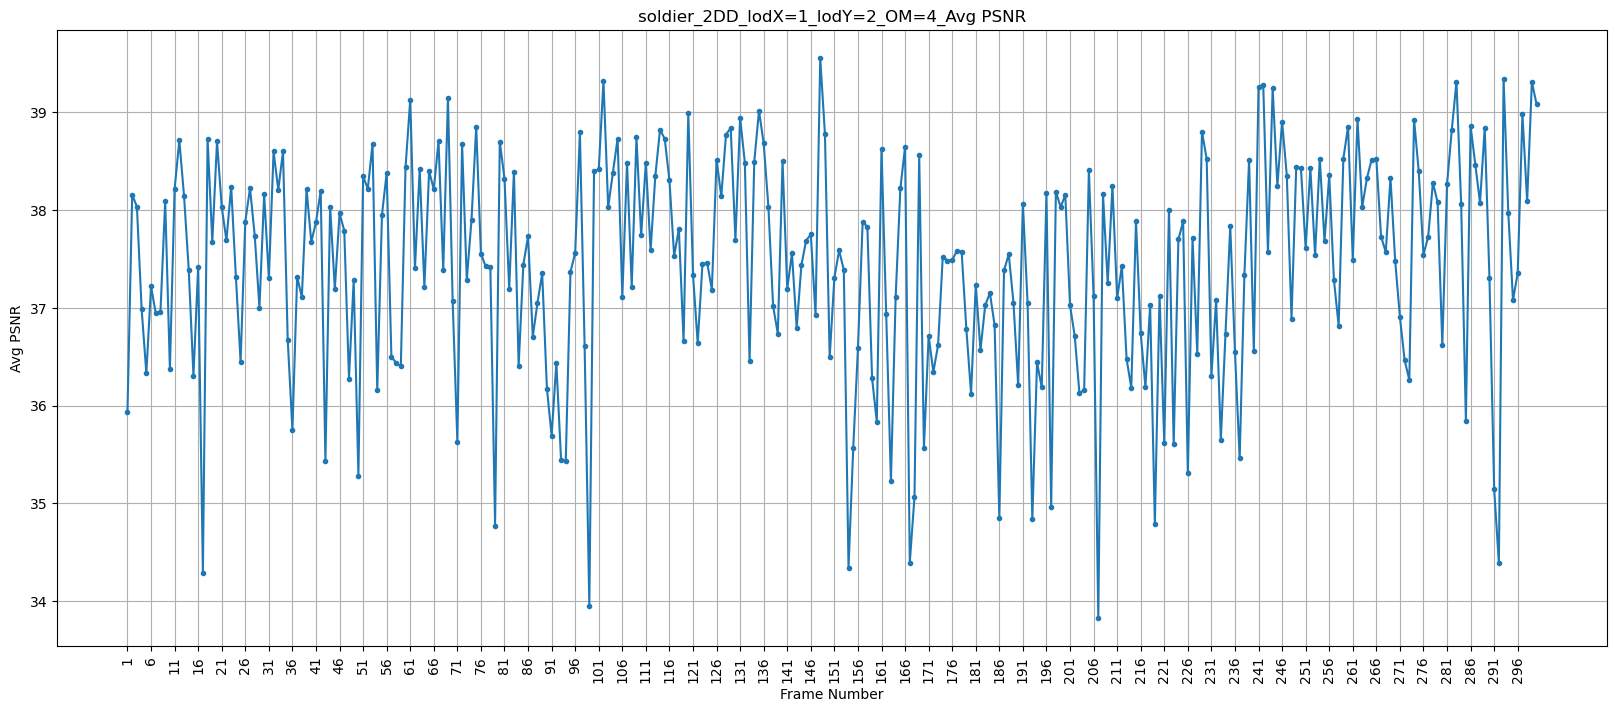 soldier_2DD_lodX=1_lodY=2_OM=4_Avg PSNR
39
38
37
36
35
34
Avg PSNR
1 6 11 16 21 26 31 36 41 46 51 56 61 66 71 76 81 86 91 96 101 106 111 116 121 126 131 136 141 146 151 156 161 166 171 176 181 186 191 196 201 206 211 216 221 226 231 236 241 246 251 256 261 266 271 276 281 286 291 296
Frame Number